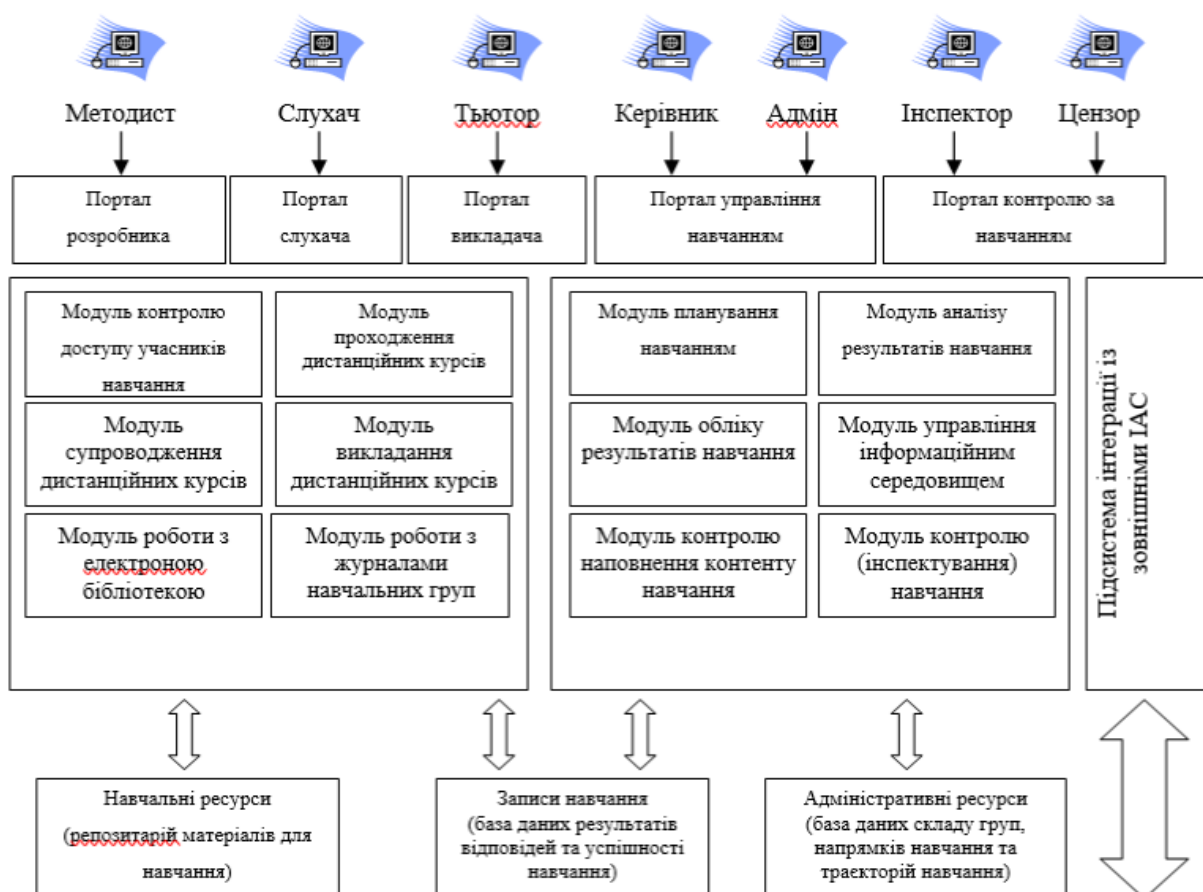 Методист
Слухач
Тьютор
Керівник
Адмін
Інспектор
Цензор
Портал
розробника
Портал
слухача
Портал
викладача
Портал управління
навчанням
Портал контролю за
навчанням
Модуль контролю
доступу учасників
навчання
Модуль
проходження
дистанційних курсів
Модуль планування
навчанням
Модуль аналізу
результатів навчання
Модуль
супроводження
дистанційних курсів
Модуль
викладання
дистанційних курсів
Модуль обліку
результатів навчання
Модуль управління
інформаційним
середовищем
Модуль роботи з
електроною
бібліотекою
Модуль роботи з
журналами
навчальних груп
Модуль контролю
наповнення контенту
навчання
Модуль контролю
(інспектування)
навчання
Підсистема інтеграції із
зовнішніми ІАС
Навчальні ресурси
(репозитарій матеріалів для
навчання)
Записи навчання
(база даних результатів
відповідей та успішності
навчання)
Адміністративні ресурси
(база даних складу груп,
напрямків навчання та
траєкторій навчання)